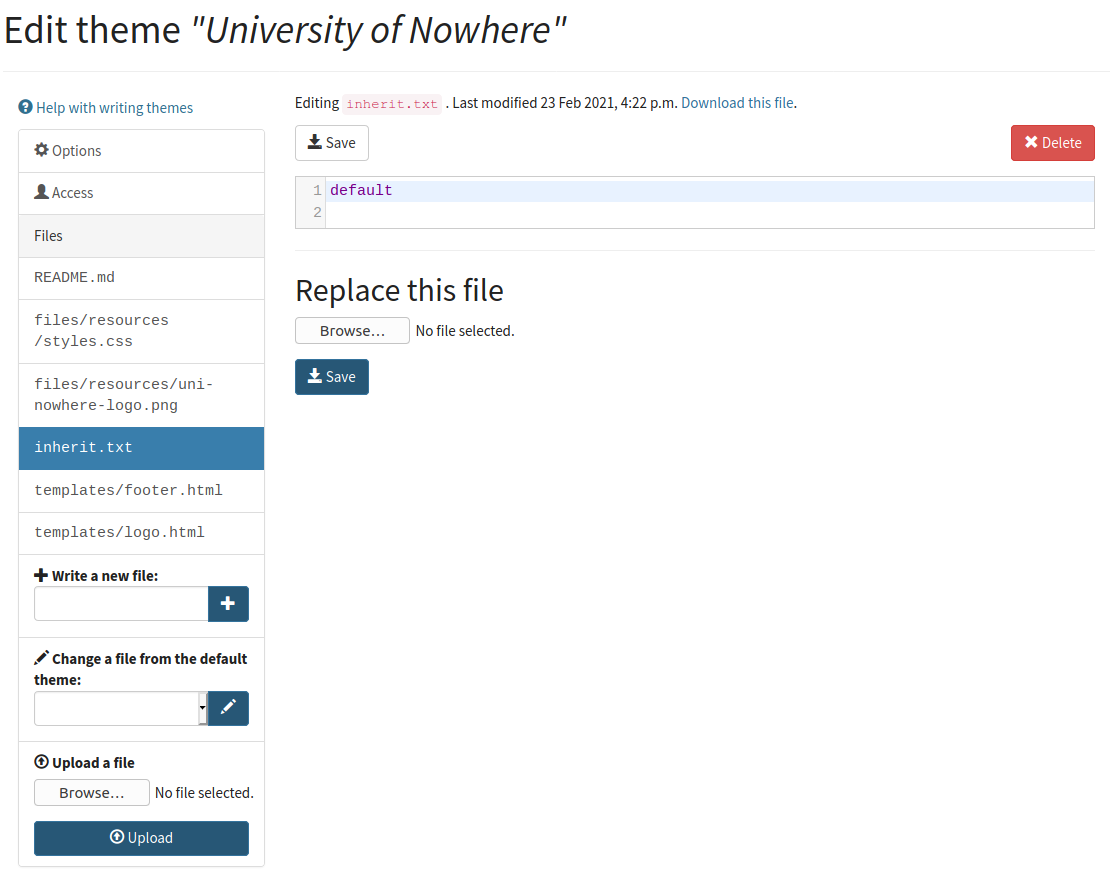 Edit theme "University of Nowhere"
Help with writing themes
Options
Access
Files
README.md
files/resources
/styles.css
files/resources/uni-
nowhere-logo.png
inherit.txt
templates/footer.html
templates/logo.html
Write a new file:
Change a file from the default
theme:
Upload a file
Browse... No file selected.
Upload
Editing inherit.txt . Last modified 23 Feb 2021, 4:22 p.m. Download this file.
Save
Delete
1 default
2
Replace this file
Browse... No file selected.
Save